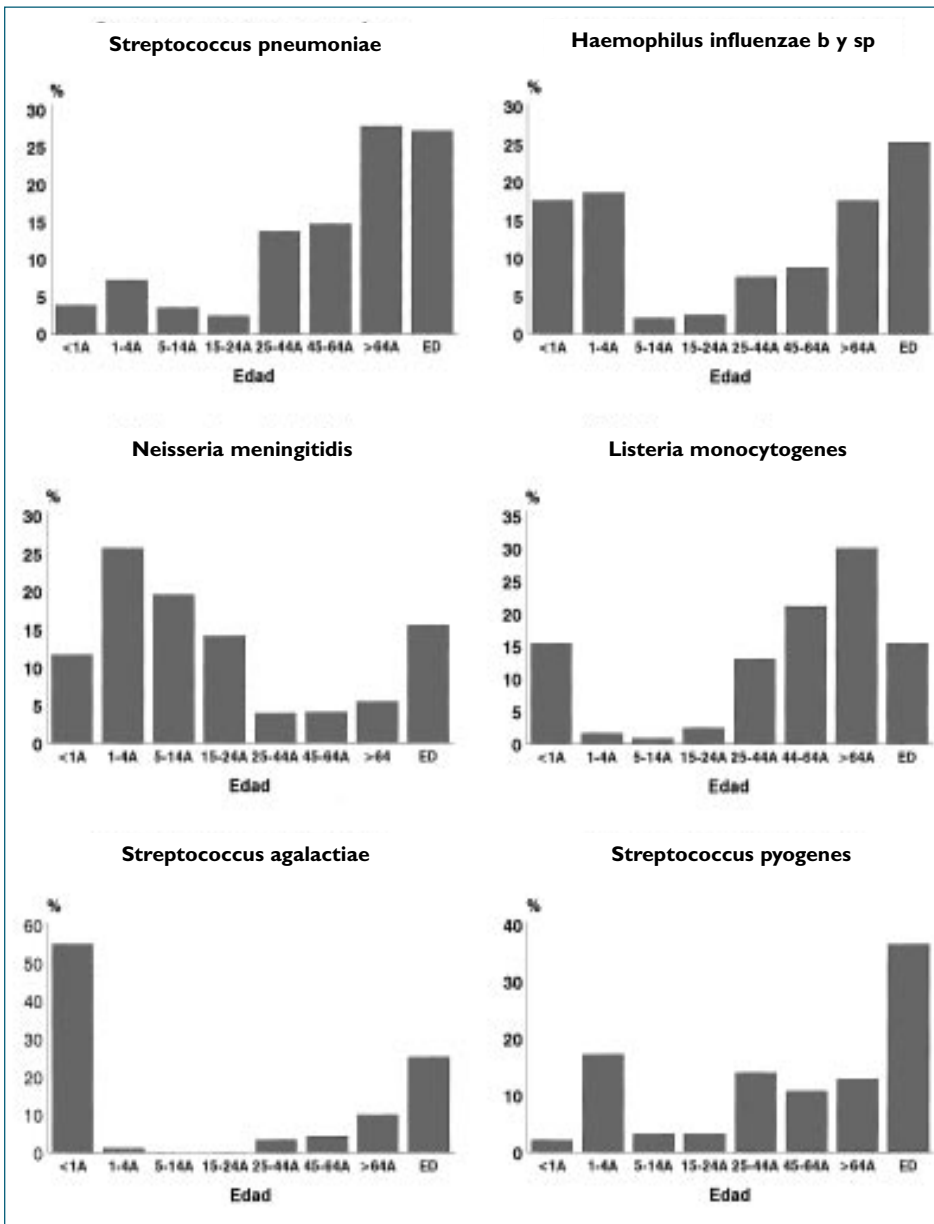 Streptococcus pneumoniae
%
30
25
20
15
10
5
0
<1A 1-4A 5-14A 15-24A 25-44A 45-64A >64A ED
Edad
Haemophilus influenzae b y sp
%
30
25
20
15
10
5
0
<1A 1-4A 5-14A 15-24A 25-44A 45-64A >64A ED
Edad
Neisseria meningitidis
%
30
25
20
15
10
5
0
<1A 1-4A 5-14A 15-24A 25-44A 45-64A >64 ED
Edad
Listeria monocytogenes
%
35
30
25
20
15
10
5
0
<1A 1-4A 5-14A 15-24A 25-44A 44-64A >64A ED
Edad
Streptococcus agalactiae
%
60
50
40
30
20
10
0
<1A 1-4A 5-14A 15-24A 25-44A 45-64A >64A ED
Edad
Streptococcus pyogenes
%
40
30
20
10
0
<1A 1-4A 5-14A 15-24A 25-44A 45-64A >64A ED
Edad